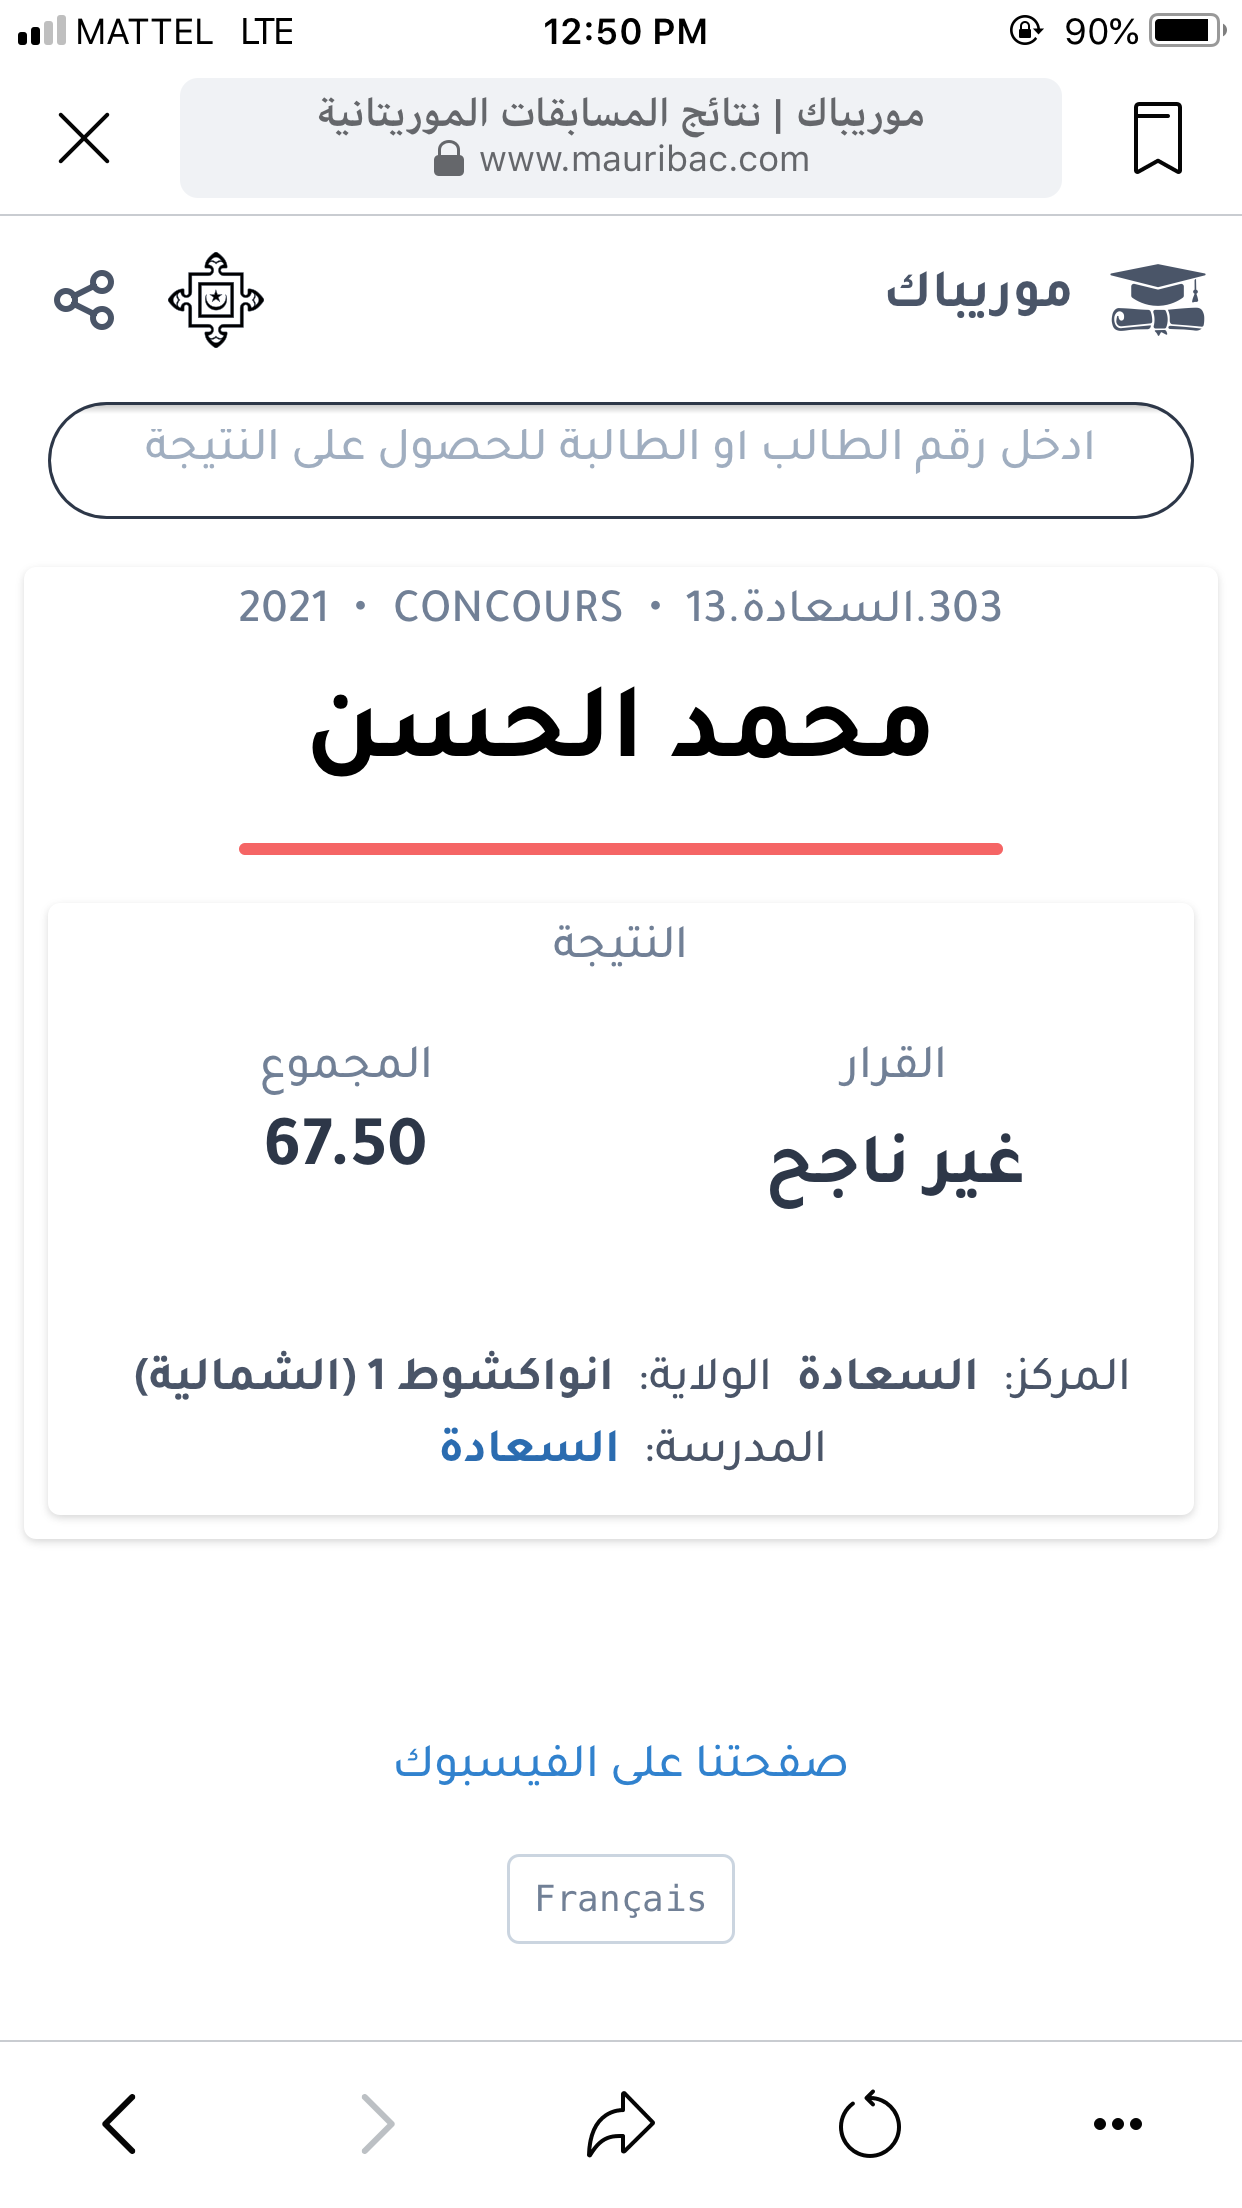 MATTEL LTE 12:50 PM 90%
موريباك | نتائج المسابقات الموريتانية
www.mauribac.com
موريباك
ادخل رقم الطالب او الطالبة للحصول على النتيجة
303.السعادة.13 • CONCOURS • 2021
محمد الحسن
النتيجة
القرار المجموع
غير ناجح 67.50
المركز: السعادة الولاية: انواكشوط 1 (الشمالية)
المدرسة: السعادة
صفحتنا على الفيسبوك
Français